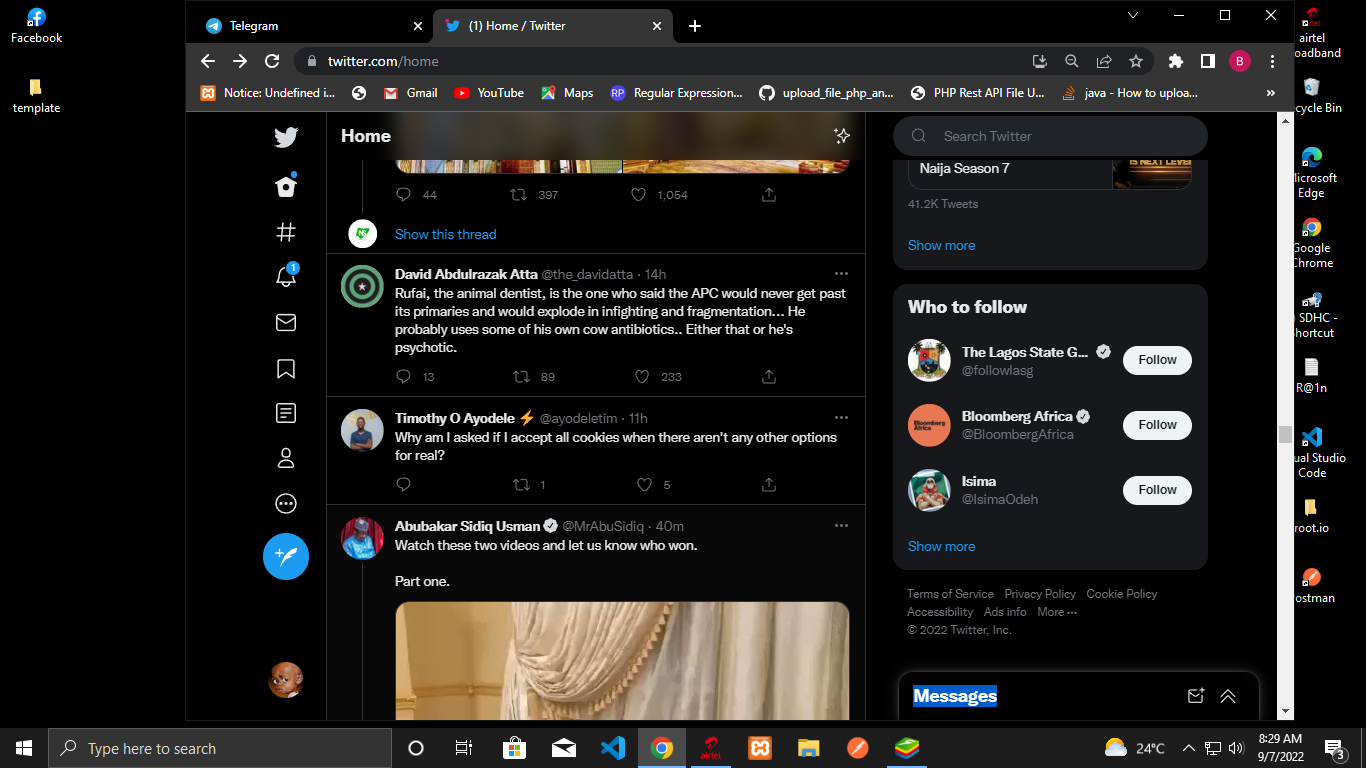 Facebook
template
Telegram
(1) Home / Twitter
twitter.com/home
B
Notice: Undefined i...
Gmail
YouTube
Maps
RP
Regular Expression...
upload_file_php_an...
PHP Rest API File U...
java - How to uploa...
»
Home
44
397
1,054
Show this thread
David Abdulrazak Atta @the_davidatta · 14h
Rufai, the animal dentist, is the one who said the APC would never get past
its primaries and would explode in infighting and fragmentation... He
probably uses some of his own cow antibiotics.. Either that or he's
psychotic.
13
89
233
Timothy O Ayodele ⚡ @ayodeletim · 11h
Why am I asked if I accept all cookies when there aren't any other options
for real?
1
5
Abubakar Sidiq Usman @MrAbuSidiq · 40m
Watch these two videos and let us know who won.
Part one.
1
Search Twitter
Naija Season 7
IS NEXT LEVEL
41.2K Tweets
Show more
Who to follow
The Lagos State G...
@followlasg
Follow
Bloomberg Africa
@BloombergAfrica
Follow
Bloomberg
Africa
Isima
@IsimaOdeh
Follow
Show more
Terms of Service Privacy Policy Cookie Policy
Accessibility Ads info More ···
© 2022 Twitter, Inc.
Messages
airtel
oadband
cycle Bin
Microsoft
Edge
Google
Chrome
SDHC -
hortcut
R@1n
ual Studio
Code
root.io
ostman
Type here to search
airtel
24°C
8:29 AM
9/7/2022
3